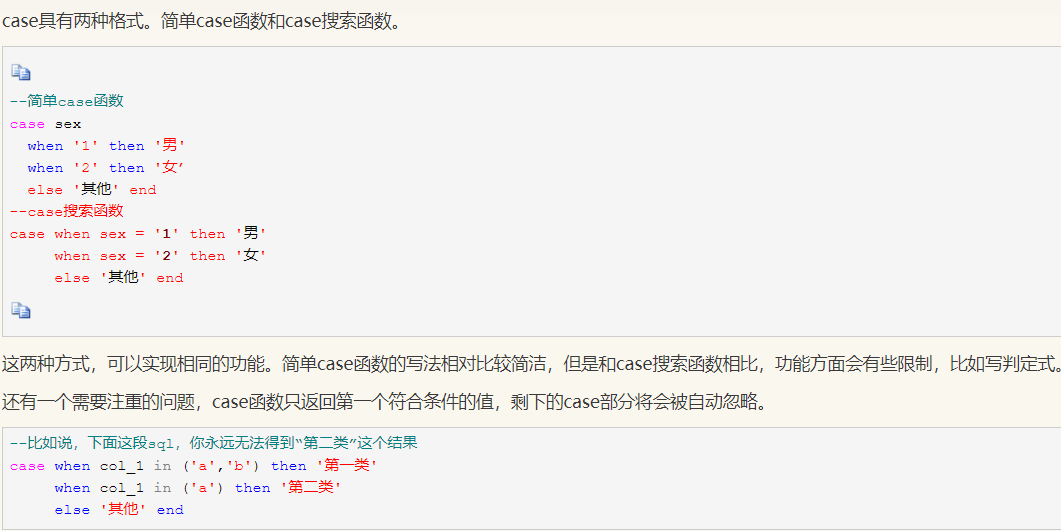 case具有两种格式。简单case函数和case搜索函数。
--简单case函数
case sex
  when '1' then '男'
  when '2' then '女’
  else '其他' end
--case搜索函数
case when sex = '1' then '男'
     when sex = '2' then '女'
     else '其他' end
这两种方式，可以实现相同的功能。简单case函数的写法相对比较简洁，但是和case搜索函数相比，功能方面会有些限制，比如写判定式。
还有一个需要注重的问题，case函数只返回第一个符合条件的值，剩下的case部分将会被自动忽略。
--比如说，下面这段sql，你永远无法得到“第二类”这个结果
case when col_1 in ('a','b') then '第一类'
     when col_1 in ('a') then '第二类'
     else '其他' end